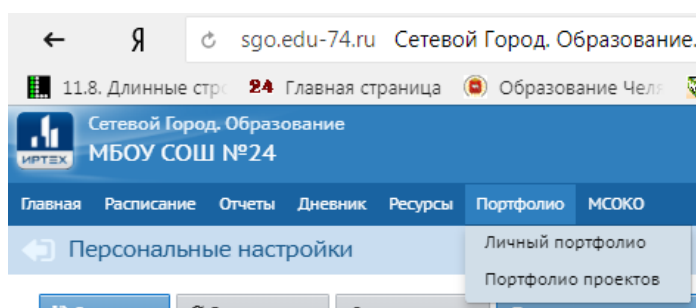 Я sgo.edu-74.ru Сетевой Город. Образование.
11.8. Длинные стр 24 Главная страница Образование Челя
Сетевой Город. Образование
ИРТЕХ МБОУ СОШ №24
Главная Расписание Отчеты Дневник Ресурсы Портфолио МСОКО
Персональные настройки
Личный портфолио
Портфолио проектов